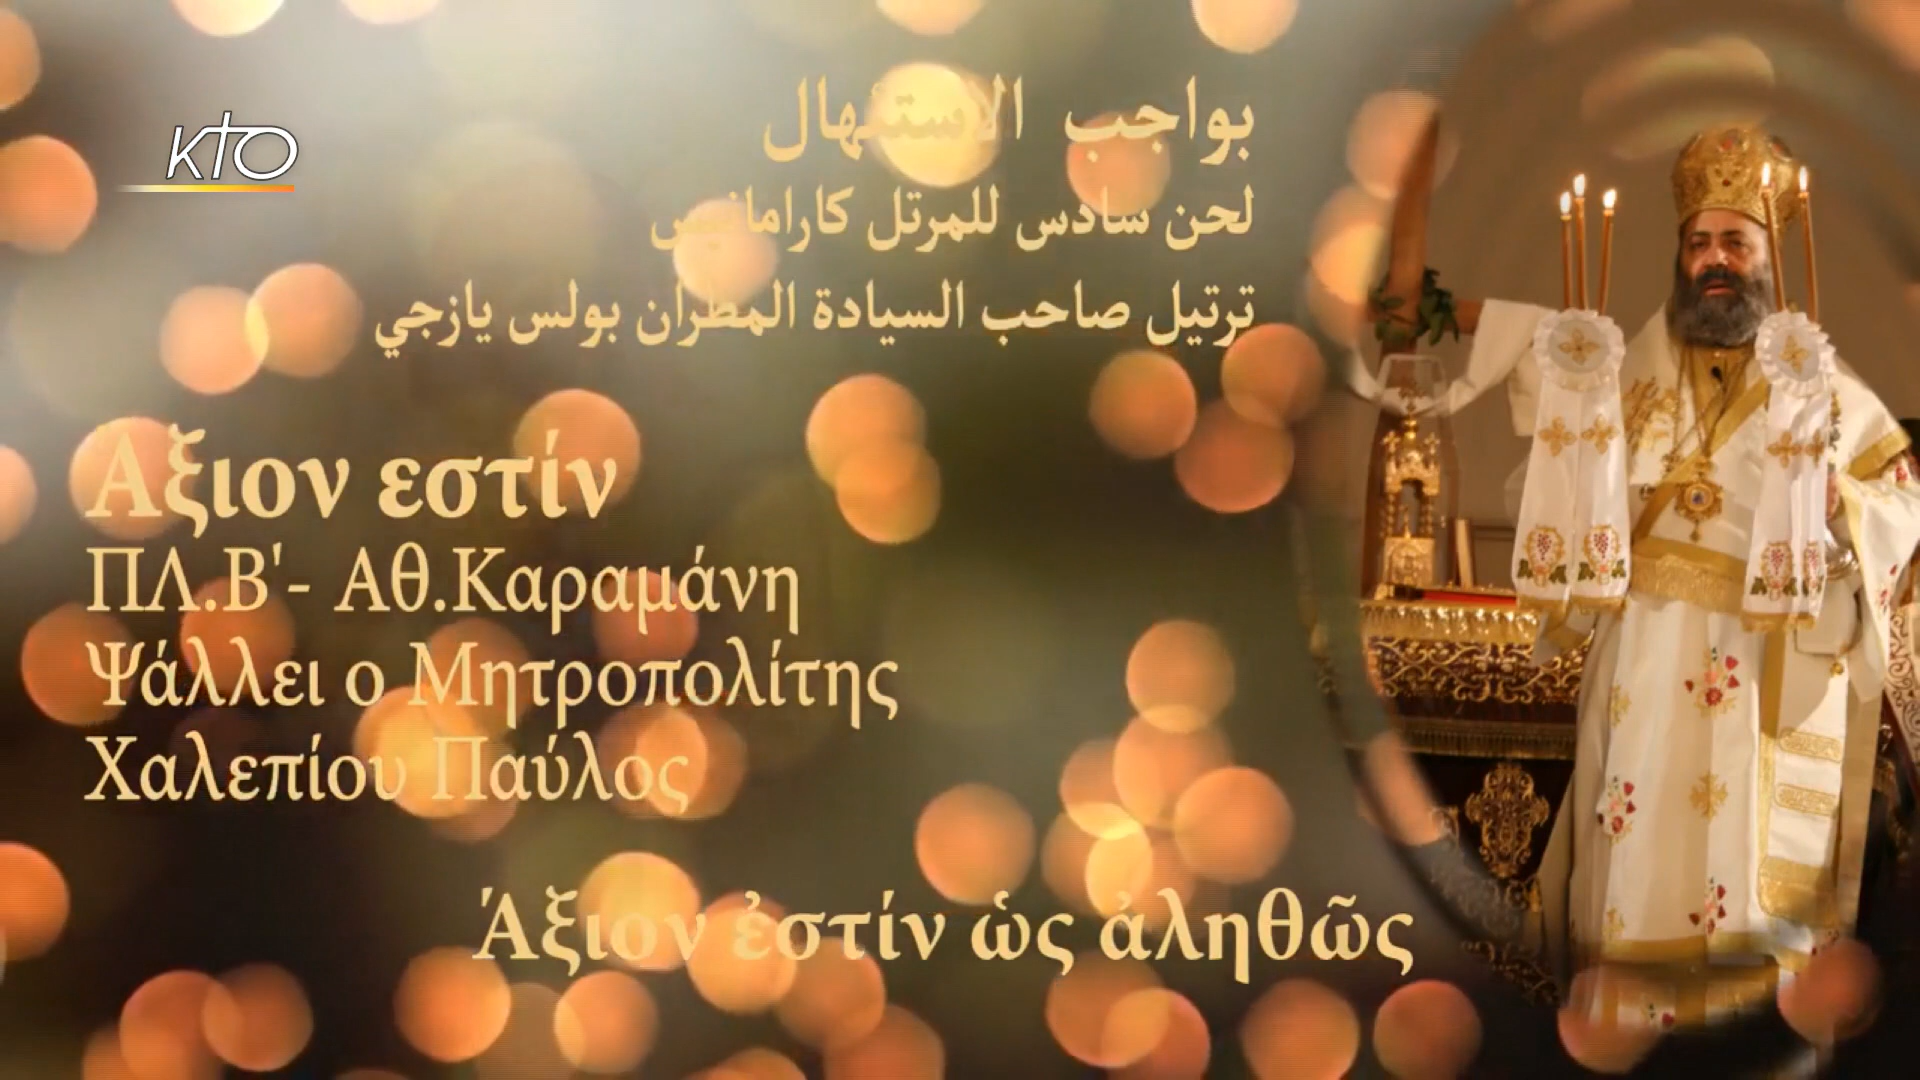 KTO
بواجب الاستئهال
لحن سادس للمرتل كارامانيس
ترتيل صاحب السيادة المطران بولس يازجي
Αξιον εστίν
ΠΛ.Β'- Αθ.Καραμάνη
Ψάλλει ο Μητροπολίτης
Χαλεπίου Παύλος
Ἄξιον ἐστίν ὡς ἀληθῶς